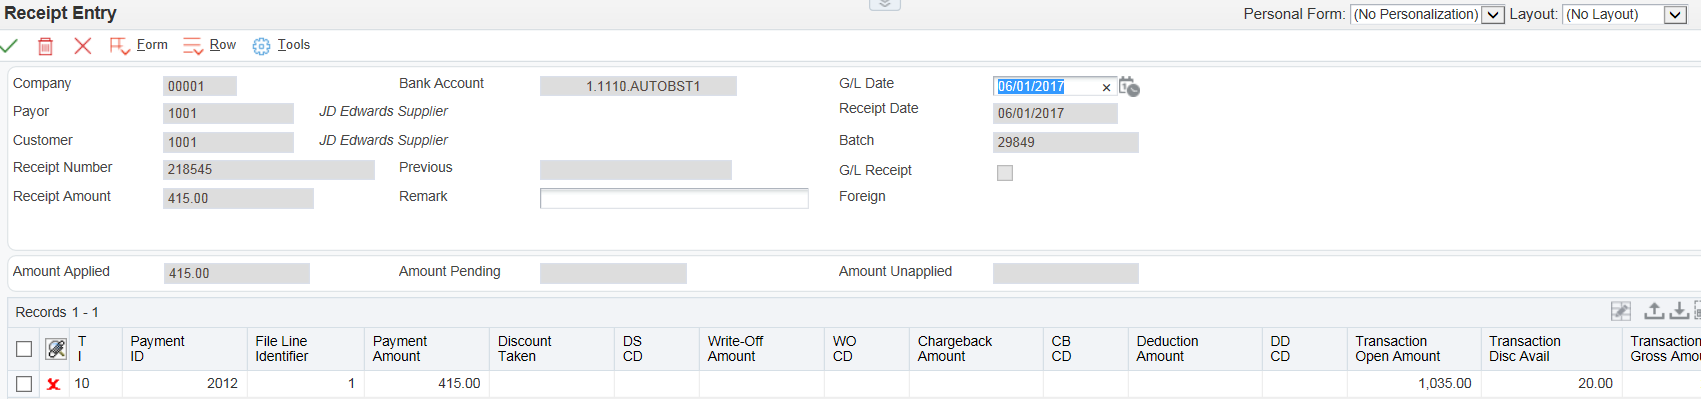 Receipt Entry
Personal Form: (No Personalization) Layout: (No Layout)
Form Row Tools
Company 00001 Bank Account 1.1110.AUTOBST1 G/L Date 06/01/2017 ×
Payor 1001 JD Edwards Supplier Receipt Date 06/01/2017
Customer 1001 JD Edwards Supplier Batch 29849
Receipt Number 218545 Previous G/L Receipt
Receipt Amount 415.00 Remark Foreign
Amount Applied 415.00 Amount Pending Amount Unapplied
Records 1 - 1
T Payment File Line Payment Discount DS Write-Off WO Chargeback CB Deduction DD Transaction Transaction Transaction
I ID Identifier Amount Taken CD Amount CD Amount CD Amount CD Open Amount Disc Avail Gross Amou
10 2012 1 415.00 1,035.00 20.00